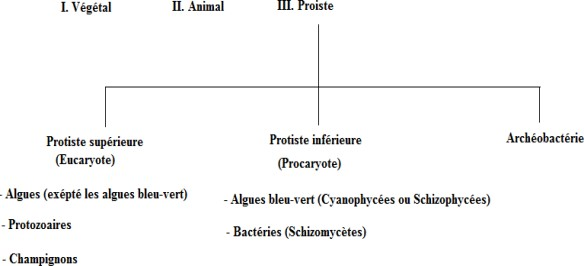 I. Végétal II. Animal III. Proiste
Protiste supérieure
(Eucaryote)
- Algues (exépté les algues bleu-vert)
- Protozoaires
- Champignons
Protiste inférieure
(Procaryote)
- Algues bleu-vert (Cyanophycées ou Schizophycées)
- Bactéries (Schizomycètes)
Archéobactérie